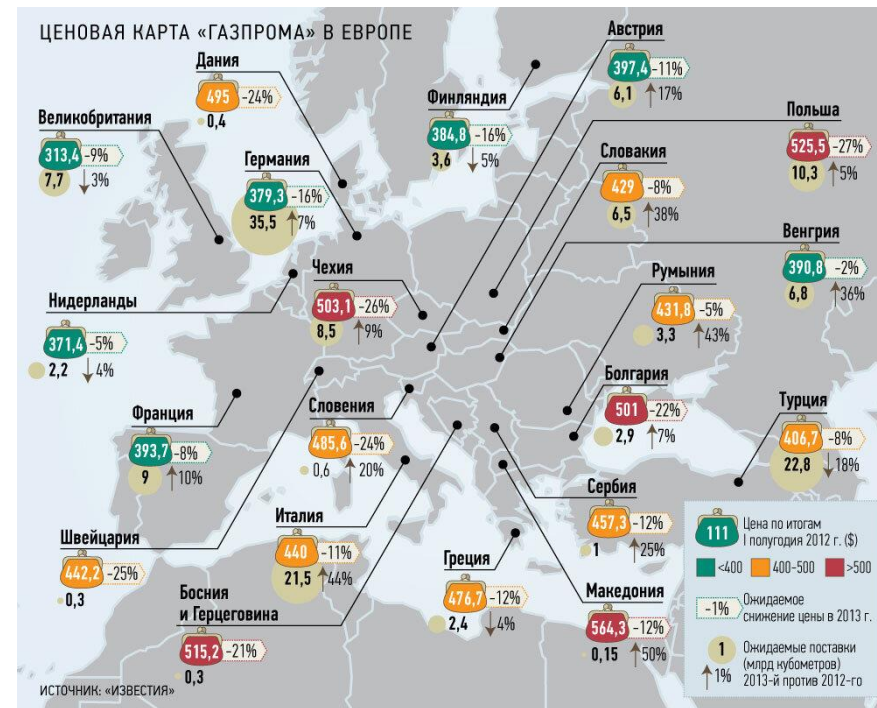 ЦЕНОВАЯ КАРТА «ГАЗПРОМА» В ЕВРОПЕ
Австрия
397,4 -11%
6,1 17%
Дания
495 -24%
0,4
Финляндия
384,8 -16%
3,6 5%
Польша
525,5 -27%
10,3 5%
Великобритания
313,4 -9%
7,7 3%
Германия
379,3 -16%
35,5 7%
Словакия
429 -8%
6,5 38%
Венгрия
390,8 -2%
6,8 36%
Чехия
503,1 -26%
8,5 9%
Румыния
431,8 -5%
3,3 43%
Нидерланды
371,4 -5%
2,2 4%
Болгария
501 -22%
2,9 7%
Турция
406,7 -8%
22,8 18%
Франция
393,7 -8%
9 10%
Словения
485,6 -24%
0,6 20%
Сербия
457,3 -12%
1 25%
Италия
440 -11%
21,5 44%
Швейцария
442,2 -25%
0,3
Греция
476,7 -12%
2,4 4%
Македония
564,3 -12%
0,15 50%
Босния
и Герцеговина
515,2 -21%
0,3
111 Цена по итогам
I полугодия 2012 г. ($)
<400 400-500 >500
-1% Ожидаемое
снижение цены в 2013 г.
1 Ожидаемые поставки
(млрд кубометров)
1% 2013-й против 2012-го
ИСТОЧНИК: «ИЗВЕСТИЯ»